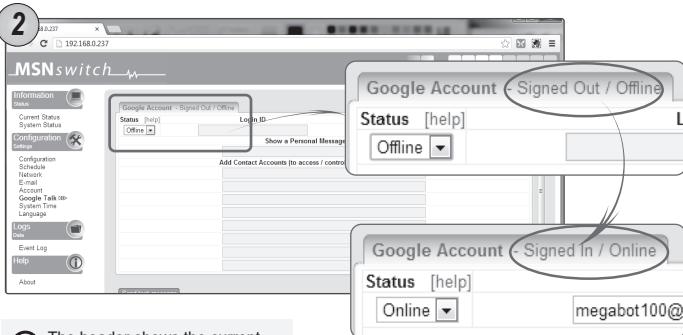 2
68.0.237
192.168.0.237
MSNswitch
Information
Status
Current Status
System Status
Configuration
Settings
Configuration
Schedule
Network
E-mail
Account
Google Talk
System Time
Language
Logs
Data
Event Log
Help
About
Google Account - Signed Out / Offline
Status [help] Login ID
Offline
Show a Personal Message
Add Contact Accounts (to access / contro
Google Account - Signed Out / Offline
Status [help] L
Offline
Google Account - Signed In / Online
Status [help]
Online megabot100@
The header shows the current